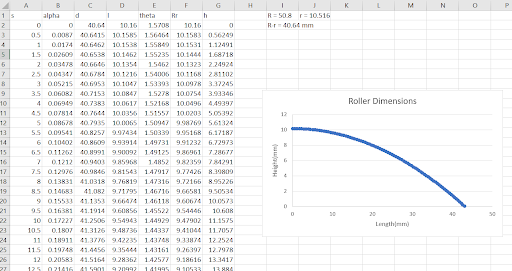 A B C D E F G H I J K L M N O P
1 s alpha d l theta Rr h R = 50.8 r = 10.516
2 0 0 40.64 10.16 1.5708 10.16 0 R-r = 40.64 mm
3 0.5 0.0087 40.6415 10.1585 1.56464 10.1583 0.56249
4 1 0.0174 40.6462 10.1538 1.55849 10.1531 1.12491
5 1.5 0.02609 40.6538 10.1462 1.55235 10.1444 1.68718
6 2 0.03478 40.6646 10.1354 1.5462 10.1323 2.24924
7 2.5 0.04347 40.6784 10.1216 1.54006 10.1168 2.81102
8 3 0.05215 40.6953 10.1047 1.53393 10.0978 3.37245
9 3.5 0.06082 40.7153 10.0847 1.5278 10.0754 3.93346
10 4 0.06949 40.7383 10.0617 1.52168 10.0496 4.49397
11 4.5 0.07814 40.7644 10.0356 1.51557 10.0203 5.05392
12 5 0.08678 40.7935 10.0065 1.50947 9.98769 5.61324
13 5.5 0.09541 40.8257 9.97434 1.50339 9.95168 6.17187
14 6 0.10402 40.8609 9.93914 1.49731 9.91232 6.72973
15 6.5 0.11262 40.8991 9.90092 1.49125 9.86961 7.28677
16 7 0.1212 40.9403 9.85968 1.4852 9.82359 7.84291
17 7.5 0.12976 40.9846 9.81543 1.47917 9.77426 8.39809
18 8 0.13831 41.0318 9.76819 1.47316 9.72166 8.95226
19 8.5 0.14683 41.082 9.71795 1.46716 9.66581 9.50534
20 9 0.15533 41.1353 9.66474 1.46118 9.60674 10.0573
21 9.5 0.16381 41.1914 9.60856 1.45522 9.54446 10.608
22 10 0.17227 41.2506 9.54943 1.44929 9.47902 11.1575
23 10.5 0.1807 41.3126 9.48736 1.44337 9.41044 11.7057
24 11 0.18911 41.3776 9.42235 1.43748 9.33874 12.2524
25 11.5 0.19748 41.4456 9.35444 1.43161 9.26397 12.7978
26 12 0.20583 41.5164 9.28362 1.42577 9.18616 13.3417
27 12.5 0.21416 41.5901 9.20992 1.41995 9.10533 13.884
Roller Dimensions
Height(mm)
12
10
8
6
4
2
0
0 10 20 30 40 50
Length(mm)